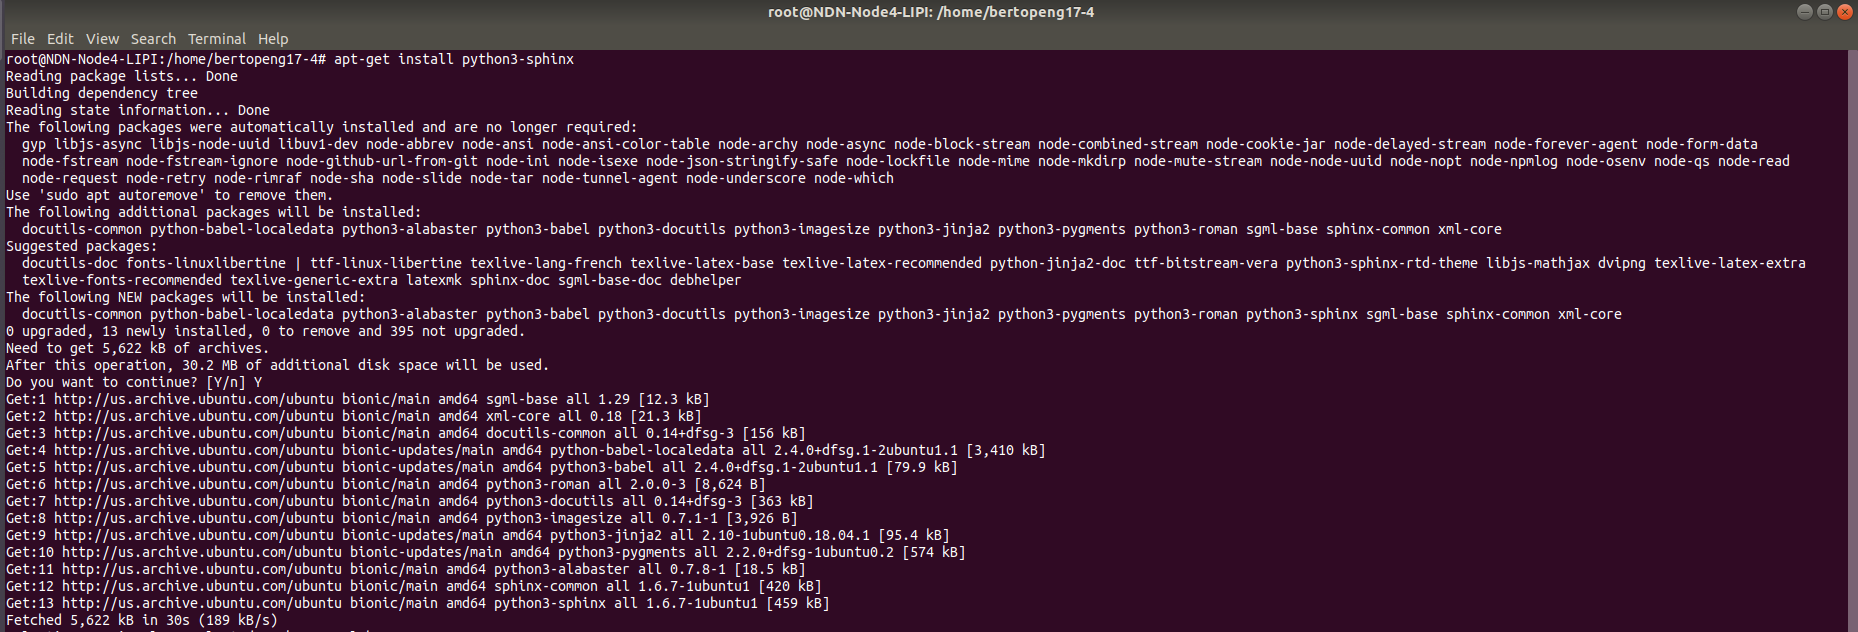 root@NDN-Node4-LIPI: /home/bertopeng17-4
File Edit View Search Terminal Help
root@NDN-Node4-LIPI:/home/bertopeng17-4# apt-get install python3-sphinx
Reading package lists... Done
Building dependency tree
Reading state information... Done
The following packages were automatically installed and are no longer required:
  gyp libjs-async libjs-node-uuid libuv1-dev node-abbrev node-ansi node-ansi-color-table node-archy node-async node-block-stream node-combined-stream node-cookie-jar node-delayed-stream node-forever-agent node-form-data
  node-fstream node-fstream-ignore node-github-url-from-git node-ini node-isexe node-json-stringify-safe node-lockfile node-mime node-mkdirp node-mute-stream node-node-uuid node-nopt node-npmlog node-osenv node-qs node-read
  node-request node-retry node-rimraf node-sha node-slide node-tar node-tunnel-agent node-underscore node-which
Use 'sudo apt autoremove' to remove them.
The following additional packages will be installed:
  docutils-common python-babel-localedata python3-alabaster python3-babel python3-docutils python3-imagesize python3-jinja2 python3-pygments python3-roman sgml-base sphinx-common xml-core
Suggested packages:
  docutils-doc fonts-linuxlibertine | ttf-linux-libertine texlive-lang-french texlive-latex-base texlive-latex-recommended python-jinja2-doc ttf-bitstream-vera python3-sphinx-rtd-theme libjs-mathjax dvipng texlive-latex-extra
  texlive-fonts-recommended texlive-generic-extra latexmk sphinx-doc sgml-base-doc debhelper
The following NEW packages will be installed:
  docutils-common python-babel-localedata python3-alabaster python3-babel python3-docutils python3-imagesize python3-jinja2 python3-pygments python3-roman python3-sphinx sgml-base sphinx-common xml-core
0 upgraded, 13 newly installed, 0 to remove and 395 not upgraded.
Need to get 5,622 kB of archives.
After this operation, 30.2 MB of additional disk space will be used.
Do you want to continue? [Y/n] Y
Get:1 http://us.archive.ubuntu.com/ubuntu bionic/main amd64 sgml-base all 1.29 [12.3 kB]
Get:2 http://us.archive.ubuntu.com/ubuntu bionic/main amd64 xml-core all 0.18 [21.3 kB]
Get:3 http://us.archive.ubuntu.com/ubuntu bionic/main amd64 docutils-common all 0.14+dfsg-3 [156 kB]
Get:4 http://us.archive.ubuntu.com/ubuntu bionic-updates/main amd64 python-babel-localedata all 2.4.0+dfsg.1-2ubuntu1.1 [3,410 kB]
Get:5 http://us.archive.ubuntu.com/ubuntu bionic-updates/main amd64 python3-babel all 2.4.0+dfsg.1-2ubuntu1.1 [79.9 kB]
Get:6 http://us.archive.ubuntu.com/ubuntu bionic/main amd64 python3-roman all 2.0.0-3 [8,624 B]
Get:7 http://us.archive.ubuntu.com/ubuntu bionic/main amd64 python3-docutils all 0.14+dfsg-3 [363 kB]
Get:8 http://us.archive.ubuntu.com/ubuntu bionic/main amd64 python3-imagesize all 0.7.1-1 [3,926 B]
Get:9 http://us.archive.ubuntu.com/ubuntu bionic-updates/main amd64 python3-jinja2 all 2.10-1ubuntu0.18.04.1 [95.4 kB]
Get:10 http://us.archive.ubuntu.com/ubuntu bionic-updates/main amd64 python3-pygments all 2.2.0+dfsg-1ubuntu0.2 [574 kB]
Get:11 http://us.archive.ubuntu.com/ubuntu bionic/main amd64 python3-alabaster all 0.7.8-1 [18.5 kB]
Get:12 http://us.archive.ubuntu.com/ubuntu bionic/main amd64 sphinx-common all 1.6.7-1ubuntu1 [420 kB]
Get:13 http://us.archive.ubuntu.com/ubuntu bionic/main amd64 python3-sphinx all 1.6.7-1ubuntu1 [459 kB]
Fetched 5,622 kB in 30s (189 kB/s)